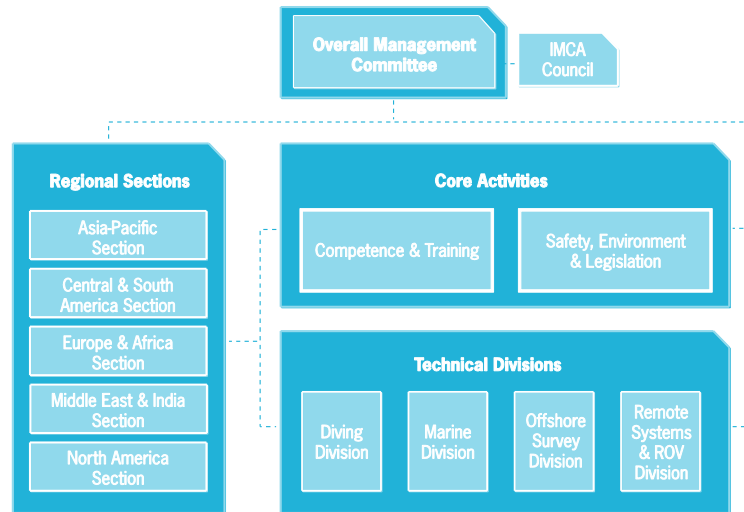 Overall Management
Committee
IMCA
Council
Regional Sections
Asia-Pacific
Section
Central & South
America Section
Europe & Africa
Section
Middle East & India
Section
North America
Section
Core Activities
Competence & Training
Safety, Environment
& Legislation
Technical Divisions
Diving
Division
Marine
Division
Offshore
Survey
Division
Remote
Systems
& ROV
Division